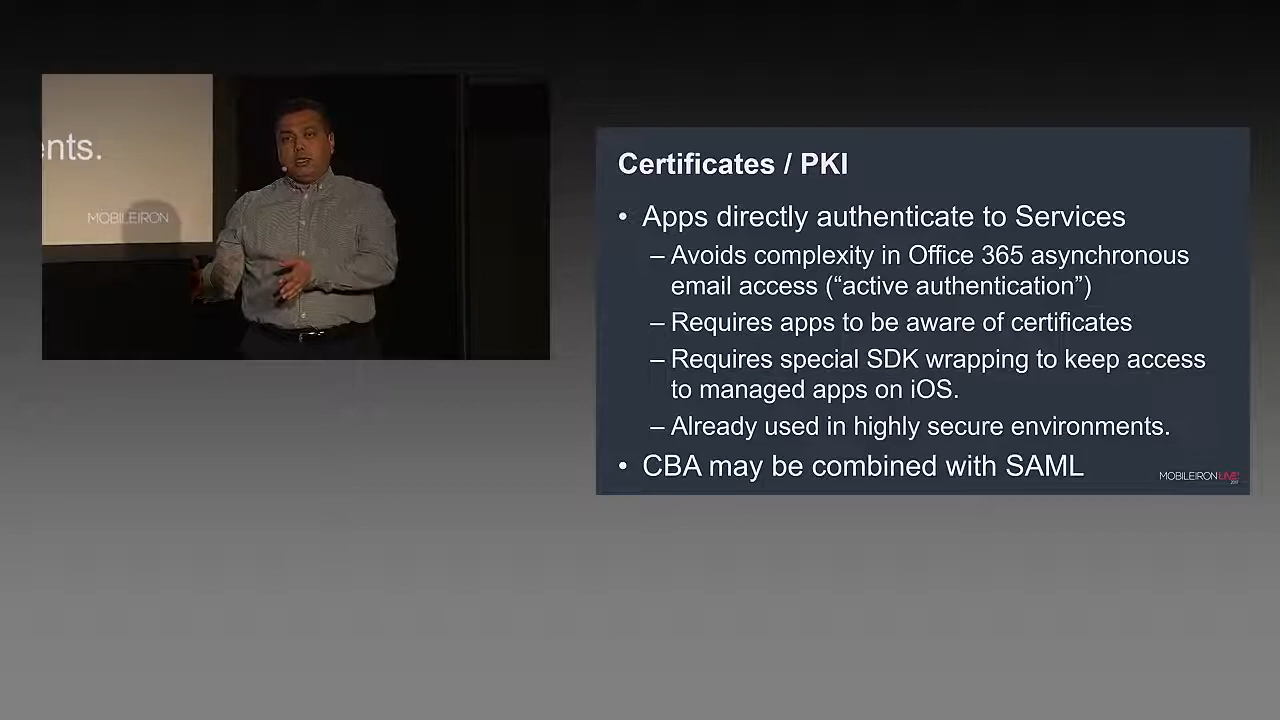 ents.
MOBILEIRON
Certificates / PKI
• Apps directly authenticate to Services
– Avoids complexity in Office 365 asynchronous
email access (“active authentication”)
– Requires apps to be aware of certificates
– Requires special SDK wrapping to keep access
to managed apps on iOS.
– Already used in highly secure environments.
• CBA may be combined with SAML
MOBILEIRON LIVE!